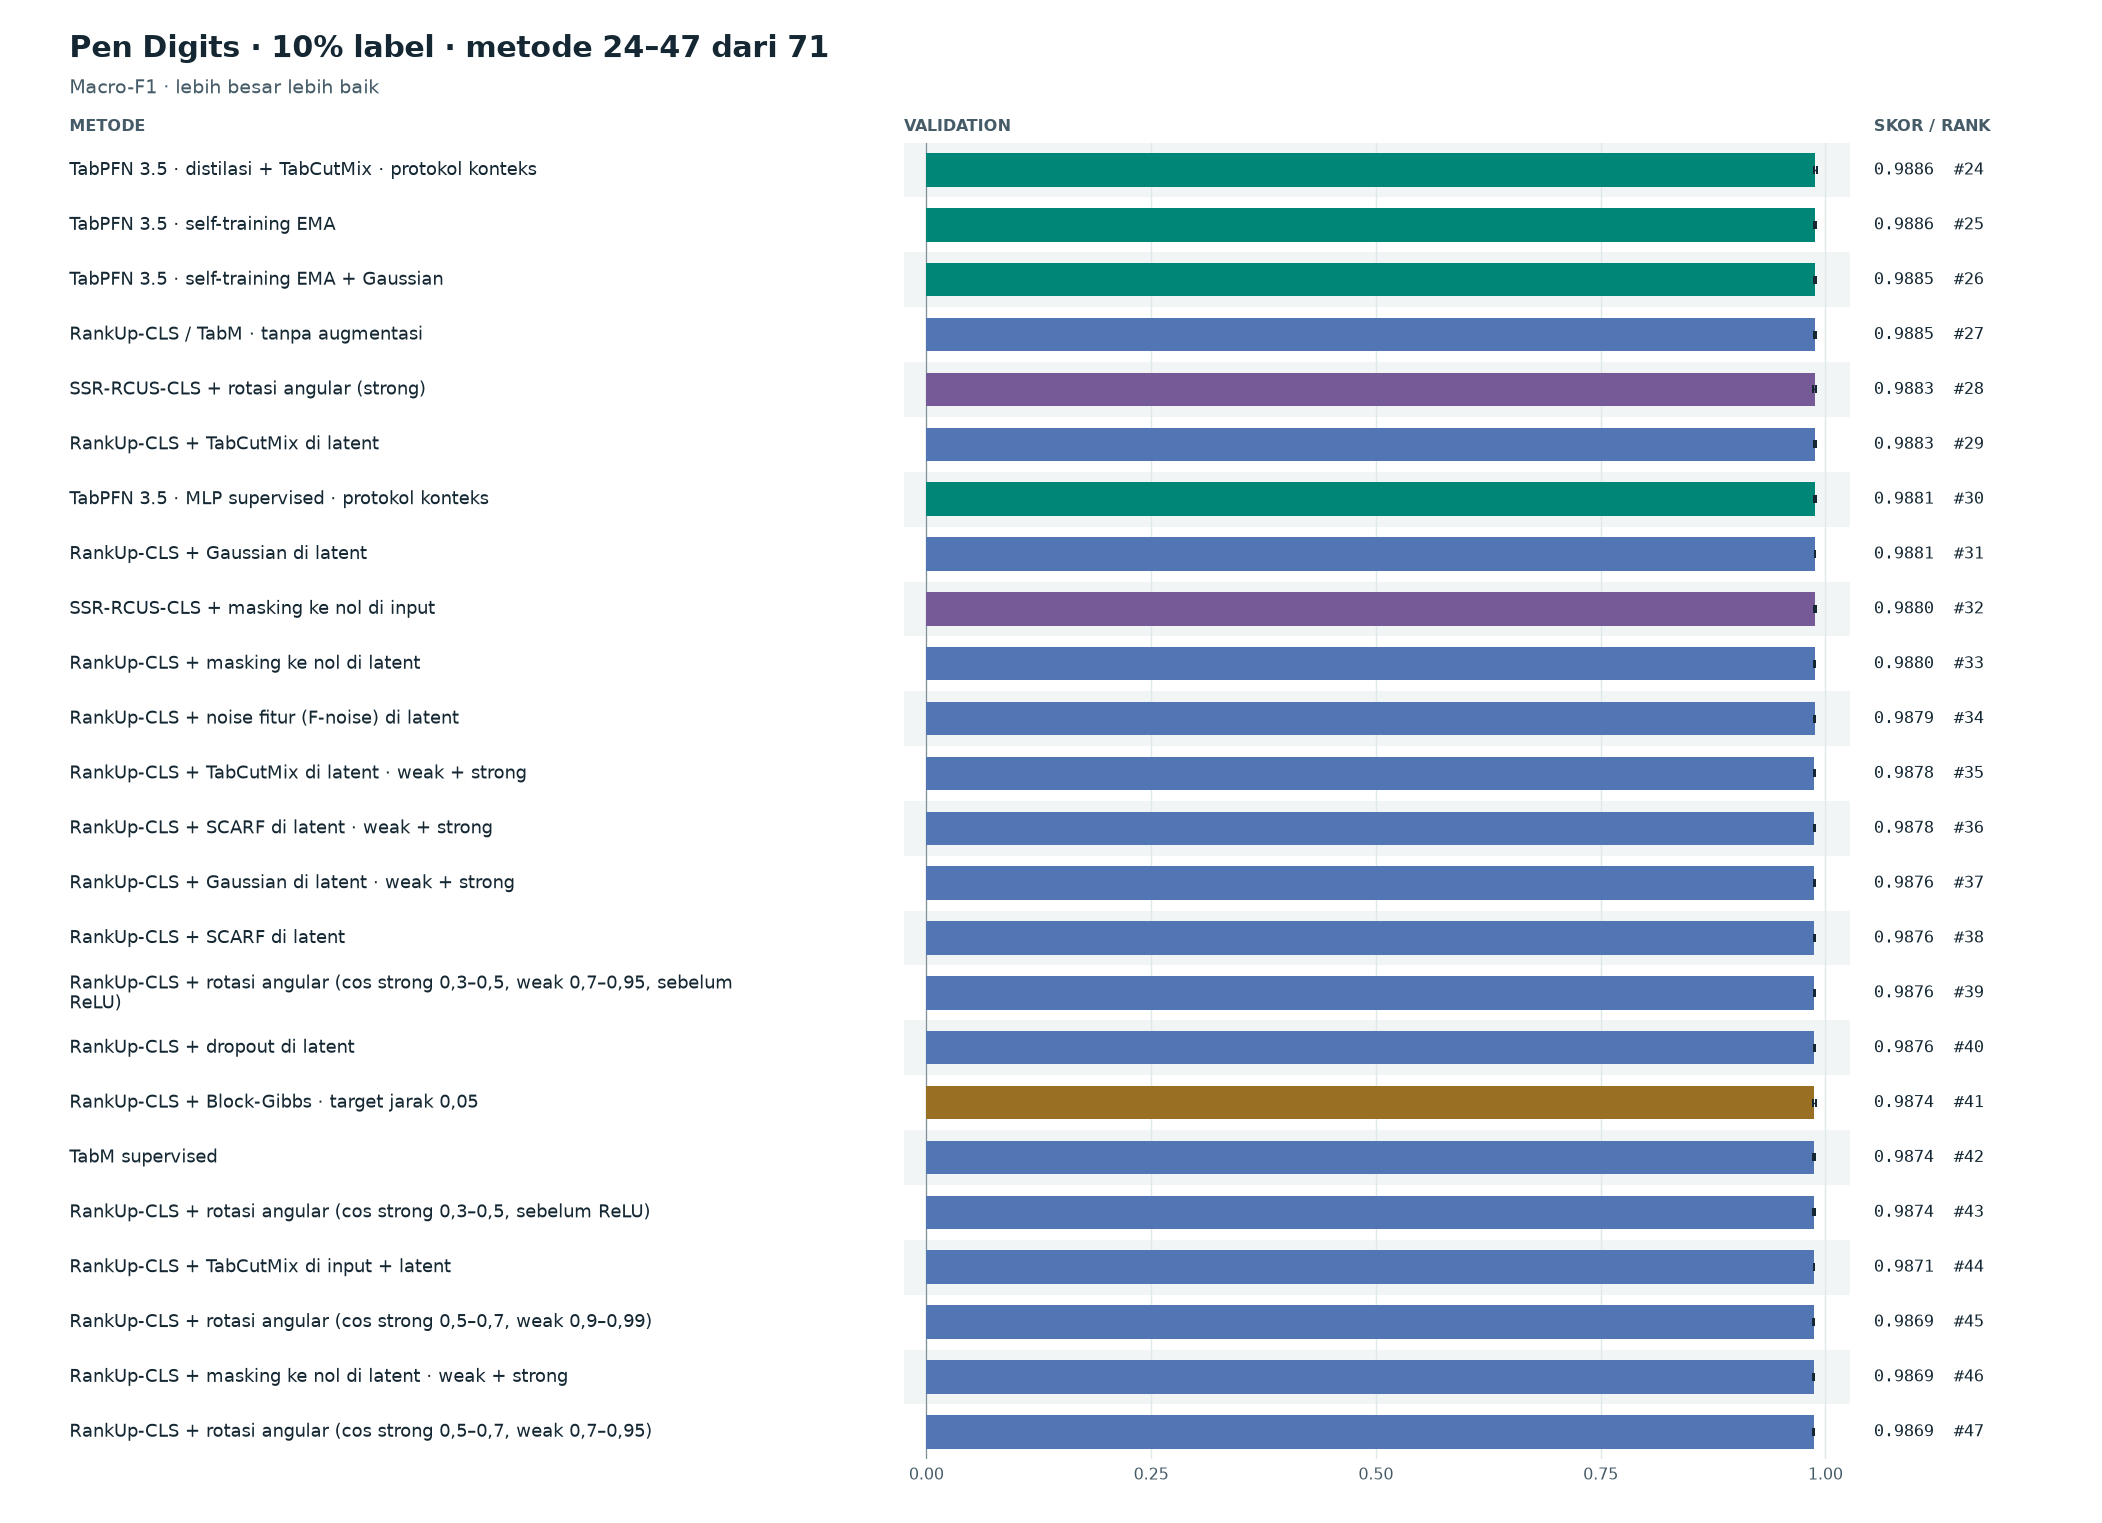 Pen Digits · 10% label · metode 24–47 dari 71
Macro-F1 · lebih besar lebih baik
METODE VALIDATION SKOR / RANK
TabPFN 3.5 · distilasi + TabCutMix · protokol konteks 0.9886 #24
TabPFN 3.5 · self-training EMA 0.9886 #25
TabPFN 3.5 · self-training EMA + Gaussian 0.9885 #26
RankUp-CLS / TabM · tanpa augmentasi 0.9885 #27
SSR-RCUS-CLS + rotasi angular (strong) 0.9883 #28
RankUp-CLS + TabCutMix di latent 0.9883 #29
TabPFN 3.5 · MLP supervised · protokol konteks 0.9881 #30
RankUp-CLS + Gaussian di latent 0.9881 #31
SSR-RCUS-CLS + masking ke nol di input 0.9880 #32
RankUp-CLS + masking ke nol di latent 0.9880 #33
RankUp-CLS + noise fitur (F-noise) di latent 0.9879 #34
RankUp-CLS + TabCutMix di latent · weak + strong 0.9878 #35
RankUp-CLS + SCARF di latent · weak + strong 0.9878 #36
RankUp-CLS + Gaussian di latent · weak + strong 0.9876 #37
RankUp-CLS + SCARF di latent 0.9876 #38
RankUp-CLS + rotasi angular (cos strong 0,3–0,5, weak 0,7–0,95, sebelum
ReLU) 0.9876 #39
RankUp-CLS + dropout di latent 0.9876 #40
RankUp-CLS + Block-Gibbs · target jarak 0,05 0.9874 #41
TabM supervised 0.9874 #42
RankUp-CLS + rotasi angular (cos strong 0,3–0,5, sebelum ReLU) 0.9874 #43
RankUp-CLS + TabCutMix di input + latent 0.9871 #44
RankUp-CLS + rotasi angular (cos strong 0,5–0,7, weak 0,9–0,99) 0.9869 #45
RankUp-CLS + masking ke nol di latent · weak + strong 0.9869 #46
RankUp-CLS + rotasi angular (cos strong 0,5–0,7, weak 0,7–0,95) 0.9869 #47
0.00 0.25 0.50 0.75 1.00